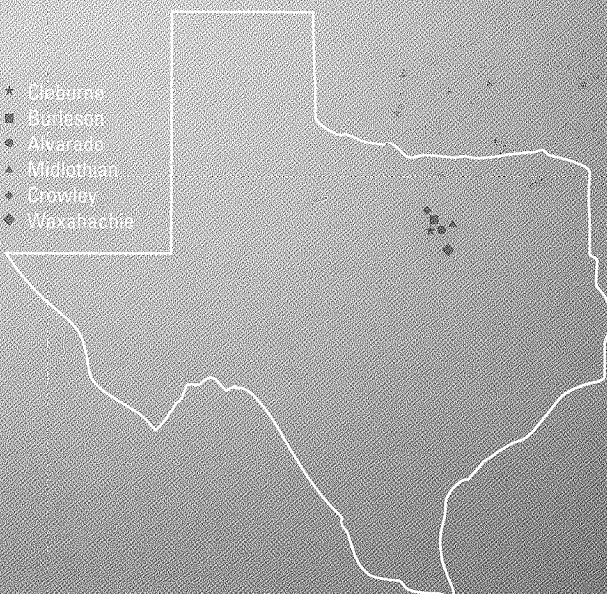 Cleburne
Burleson
Alvarado
Midlothian
Crowley
Waxahachie